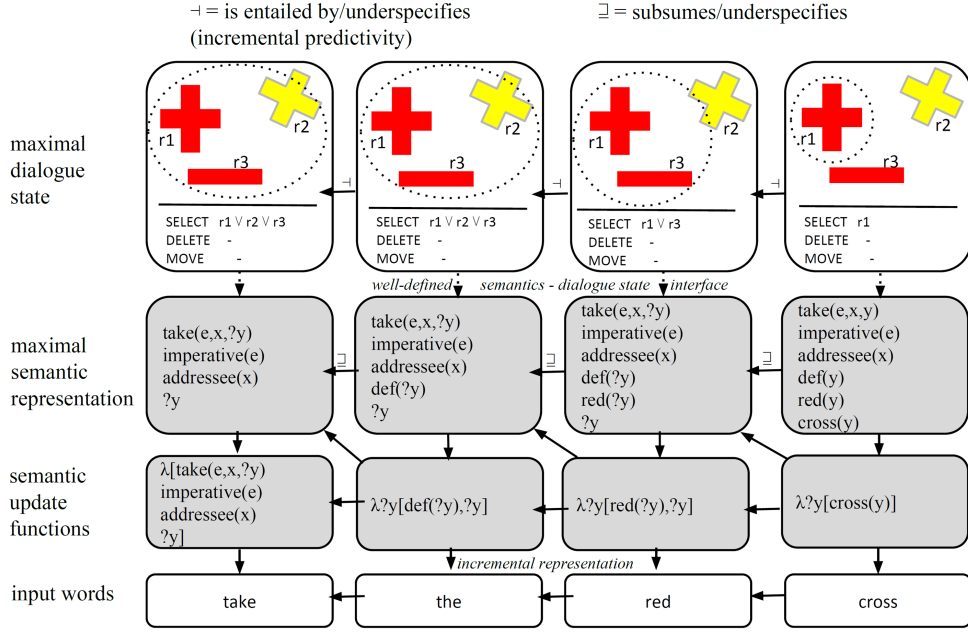 ⊣ = is entailed by/underspecifies
(incremental predictivity)
⊒ = subsumes/underspecifies
maximal
dialogue
state
r1
r2
r3
SELECT r1 ∨ r2 ∨ r3
DELETE -
MOVE -
⊣
r1
r2
r3
SELECT r1 ∨ r2 ∨ r3
DELETE -
MOVE -
⊣
r1
r2
r3
SELECT r1 ∨ r3
DELETE -
MOVE -
⊣
r1
r2
r3
SELECT r1
DELETE -
MOVE -
well-defined semantics - dialogue state interface
maximal
semantic
representation
take(e,x,?y)
imperative(e)
addressee(x)
?y
⊒
take(e,x,?y)
imperative(e)
addressee(x)
def(?y)
?y
⊒
take(e,x,?y)
imperative(e)
addressee(x)
def(?y)
red(?y)
?y
⊒
take(e,x,y)
imperative(e)
addressee(x)
def(y)
red(y)
cross(y)
semantic
update
functions
λ[take(e,x,?y)
imperative(e)
addressee(x)
?y]
λ?y[def(?y),?y]
λ?y[red(?y),?y]
λ?y[cross(y)]
incremental representation
input words
take
the
red
cross